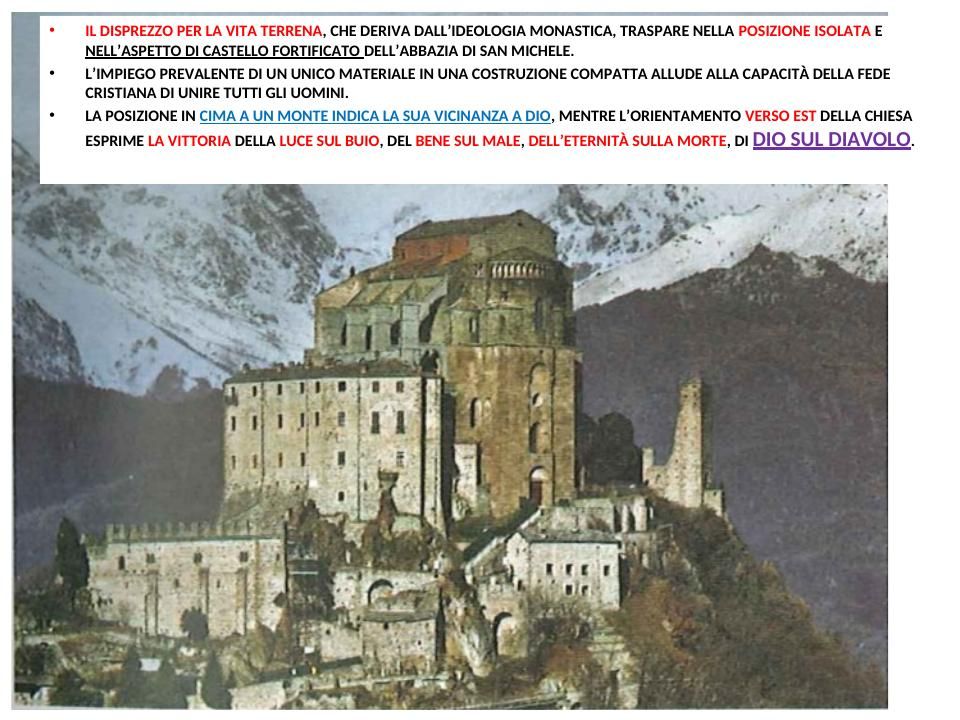 • IL DISPREZZO PER LA VITA TERRENA, CHE DERIVA DALL'IDEOLOGIA MONASTICA, TRASPARE NELLA POSIZIONE ISOLATA E
NELL'ASPETTO DI CASTELLO FORTIFICATO DELL'ABBAZIA DI SAN MICHELE.
• L'IMPIEGO PREVALENTE DI UN UNICO MATERIALE IN UNA COSTRUZIONE COMPATTA ALLUDE ALLA CAPACITÀ DELLA FEDE
CRISTIANA DI UNIRE TUTTI GLI UOMINI.
• LA POSIZIONE IN CIMA A UN MONTE INDICA LA SUA VICINANZA A DIO, MENTRE L'ORIENTAMENTO VERSO EST DELLA CHIESA
ESPRIME LA VITTORIA DELLA LUCE SUL BUIO, DEL BENE SUL MALE, DELL'ETERNITÀ SULLA MORTE, DI DIO SUL DIAVOLO.